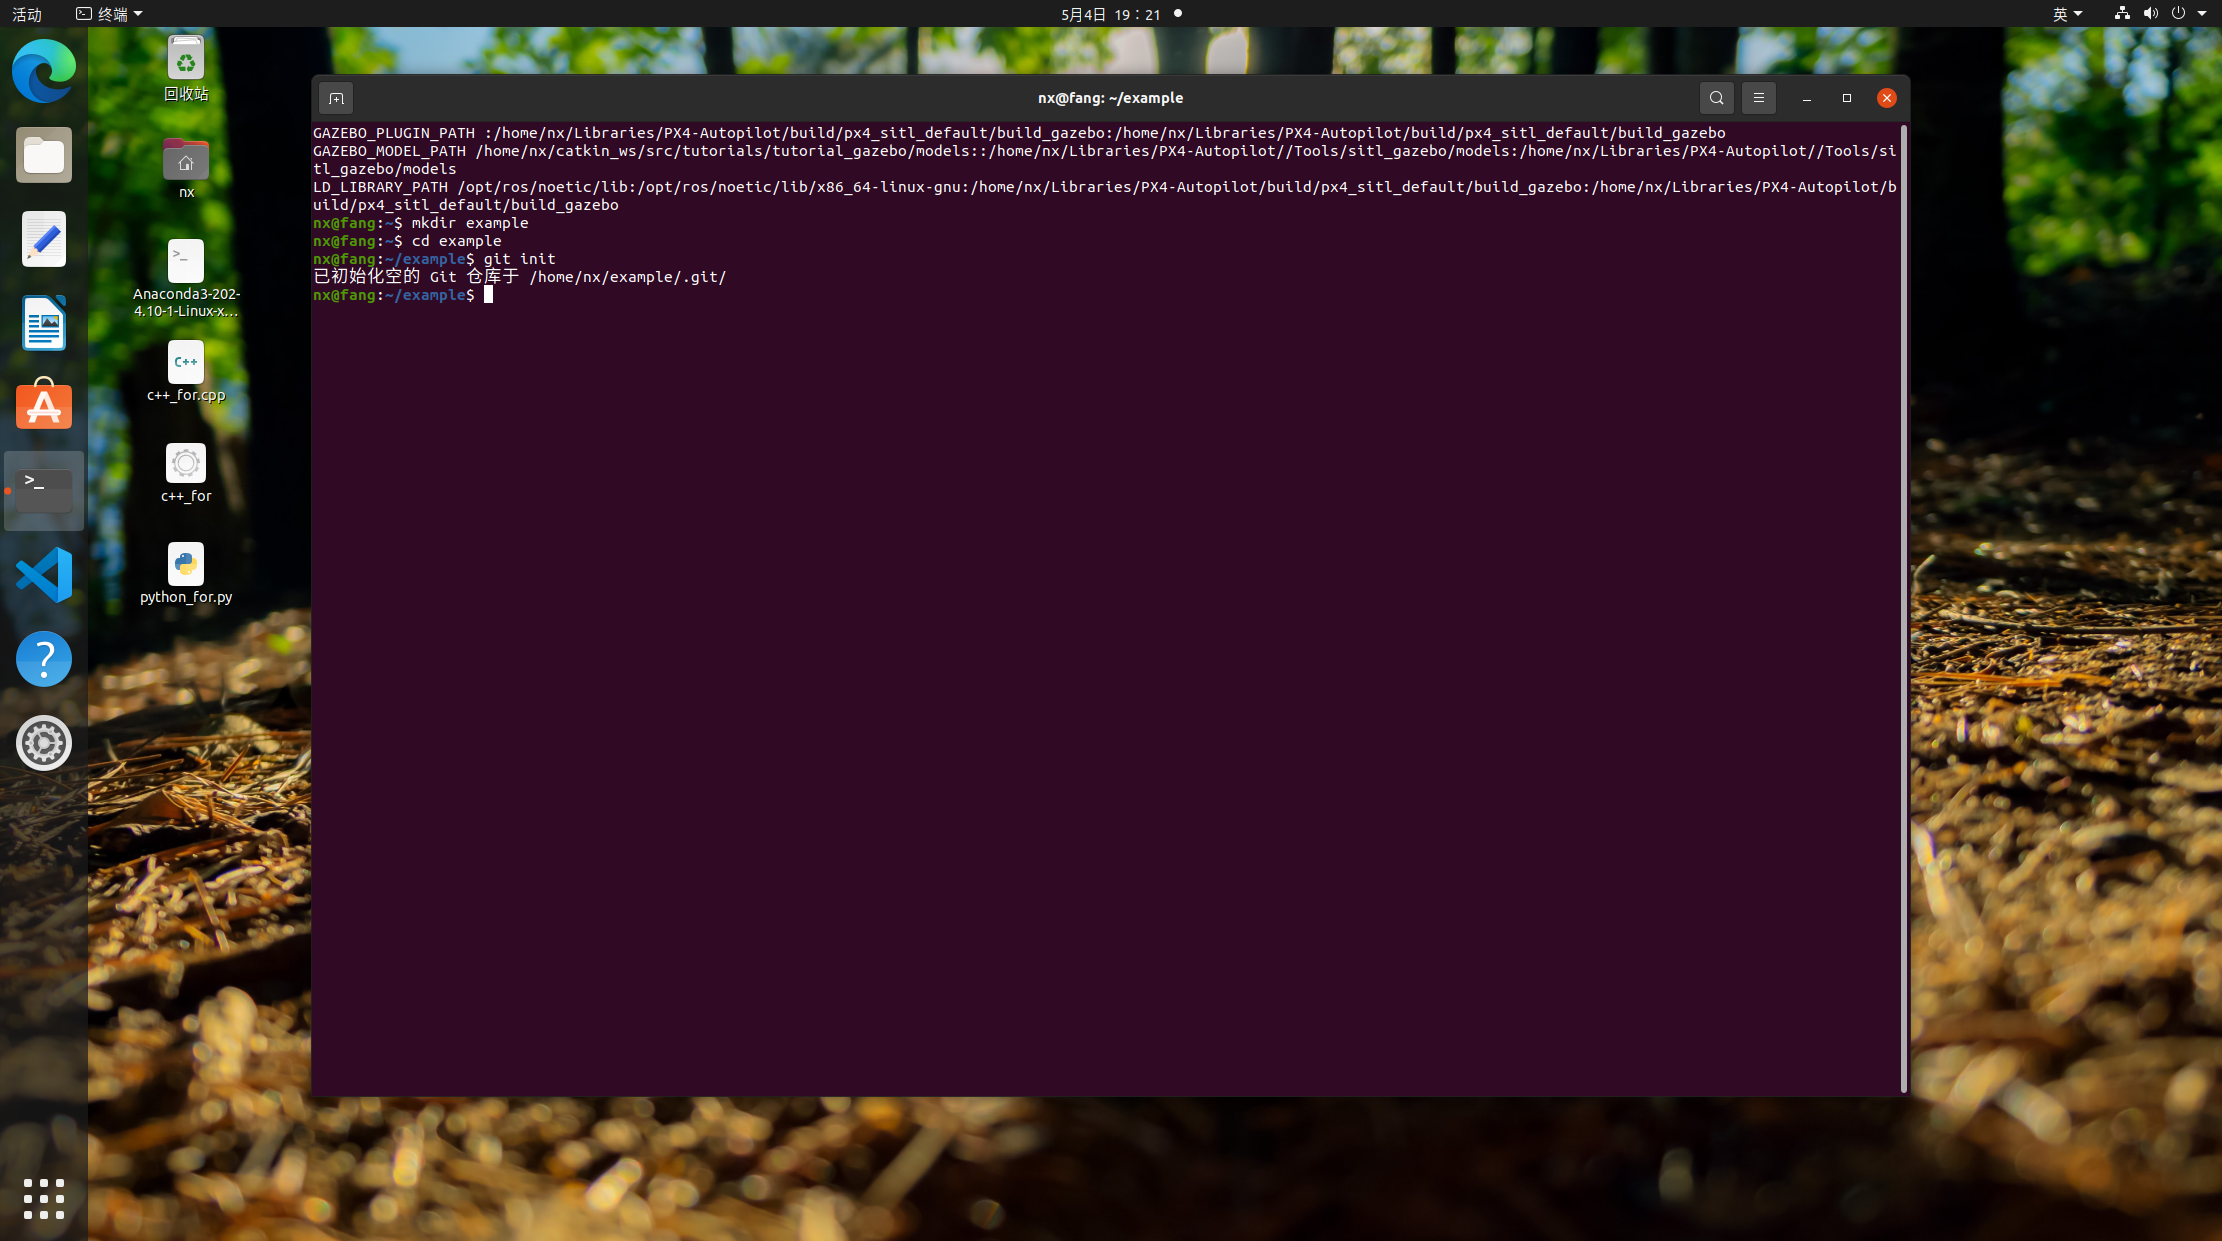 活动
终端
5月4日 19：21
英
回收站
nx
Anaconda3-202-
4.10-1-Linux-x...
c++_for.cpp
c++_for
python_for.py
nx@fang: ~/example
GAZEBO_PLUGIN_PATH :/home/nx/Libraries/PX4-Autopilot/build/px4_sitl_default/build_gazebo:/home/nx/Libraries/PX4-Autopilot/build/px4_sitl_default/build_gazebo
GAZEBO_MODEL_PATH /home/nx/catkin_ws/src/tutorials/tutorial_gazebo/models::/home/nx/Libraries/PX4-Autopilot//Tools/sitl_gazebo/models:/home/nx/Libraries/PX4-Autopilot//Tools/si
tl_gazebo/models
LD_LIBRARY_PATH /opt/ros/noetic/lib:/opt/ros/noetic/lib/x86_64-linux-gnu:/home/nx/Libraries/PX4-Autopilot/build/px4_sitl_default/build_gazebo:/home/nx/Libraries/PX4-Autopilot/b
uild/px4_sitl_default/build_gazebo
nx@fang:~$ mkdir example
nx@fang:~$ cd example
nx@fang:~/example$ git init
已初始化空的 Git 仓库于 /home/nx/example/.git/
nx@fang:~/example$